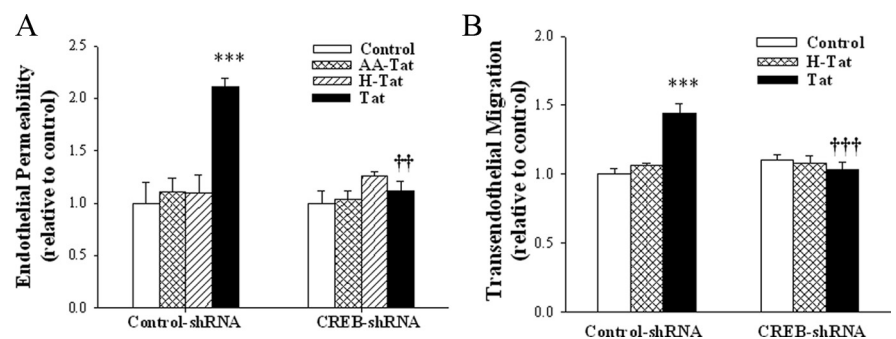 A
Endothelial Permeability
(relative to control)
2.5
2.0
1.5
1.0
0.5
0.0
Control
AA-Tat
H-Tat
Tat
***
††
Control-shRNA
CREB-shRNA
B
Transendothelial Migration
(relative to control)
2.0
1.5
1.0
0.5
0.0
Control
H-Tat
Tat
***
†††
Control-shRNA
CREB-shRNA